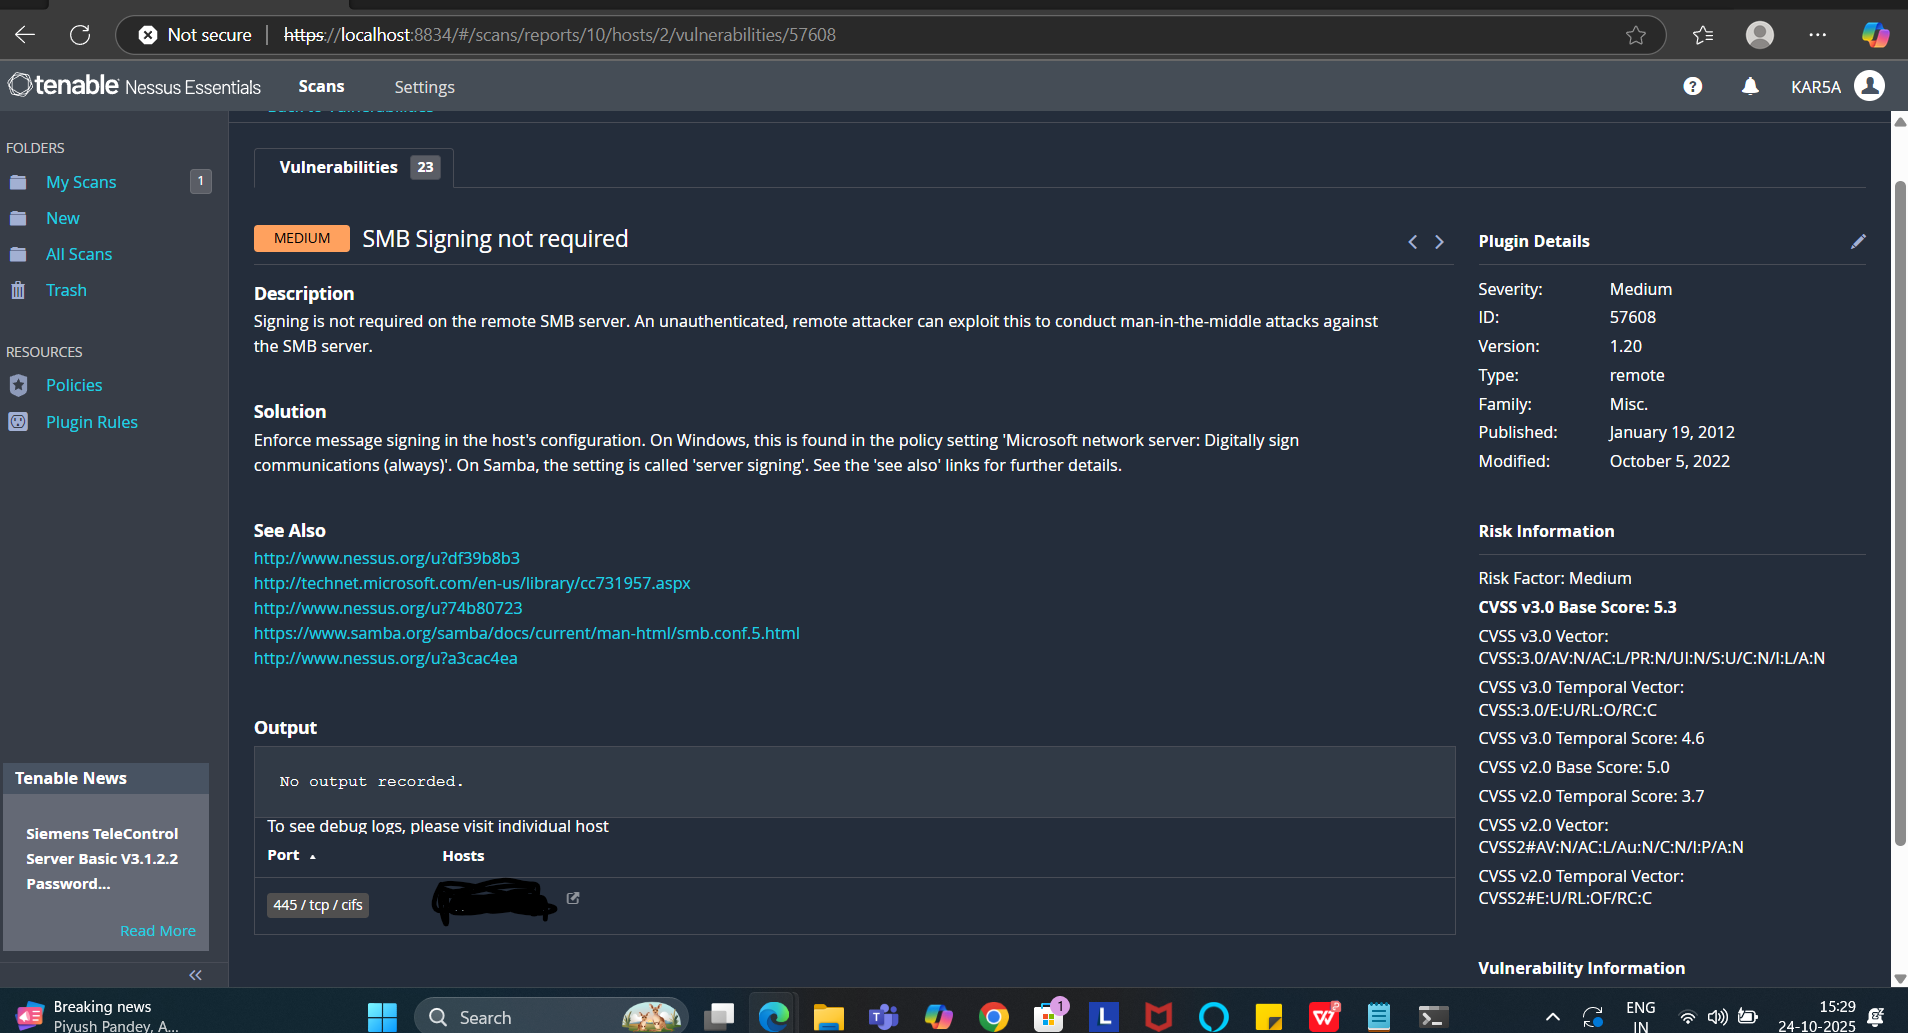 Not secure
https://localhost:8834/#/scans/reports/10/hosts/2/vulnerabilities/57608
tenable Nessus Essentials
Scans
Settings
?
KAR5A
FOLDERS
My Scans
1
New
All Scans
Trash
RESOURCES
Policies
Plugin Rules
Tenable News
Siemens TeleControl
Server Basic V3.1.2.2
Password...
Read More
Vulnerabilities 23
MEDIUM
SMB Signing not required
Description
Signing is not required on the remote SMB server. An unauthenticated, remote attacker can exploit this to conduct man-in-the-middle attacks against
the SMB server.
Solution
Enforce message signing in the host's configuration. On Windows, this is found in the policy setting 'Microsoft network server: Digitally sign
communications (always)'. On Samba, the setting is called 'server signing'. See the 'see also' links for further details.
See Also
http://www.nessus.org/u?df39b8b3
http://technet.microsoft.com/en-us/library/cc731957.aspx
http://www.nessus.org/u?74b80723
https://www.samba.org/samba/docs/current/man-html/smb.conf.5.html
http://www.nessus.org/u?a3cac4ea
Output
No output recorded.
To see debug logs, please visit individual host
Port
Hosts
445 / tcp / cifs
Plugin Details
Severity: Medium
ID: 57608
Version: 1.20
Type: remote
Family: Misc.
Published: January 19, 2012
Modified: October 5, 2022
Risk Information
Risk Factor: Medium
CVSS v3.0 Base Score: 5.3
CVSS v3.0 Vector:
CVSS:3.0/AV:N/AC:L/PR:N/UI:N/S:U/C:N/I:L/A:N
CVSS v3.0 Temporal Vector:
CVSS:3.0/E:U/RL:O/RC:C
CVSS v3.0 Temporal Score: 4.6
CVSS v2.0 Base Score: 5.0
CVSS v2.0 Temporal Score: 3.7
CVSS v2.0 Vector:
CVSS2#AV:N/AC:L/Au:N/C:N/I:P/A:N
CVSS v2.0 Temporal Vector:
CVSS2#E:U/RL:OF/RC:C
Vulnerability Information
Breaking news
Piyush Pandey, A...
Search
1
L
ENG
IN
15:29
24-10-2025